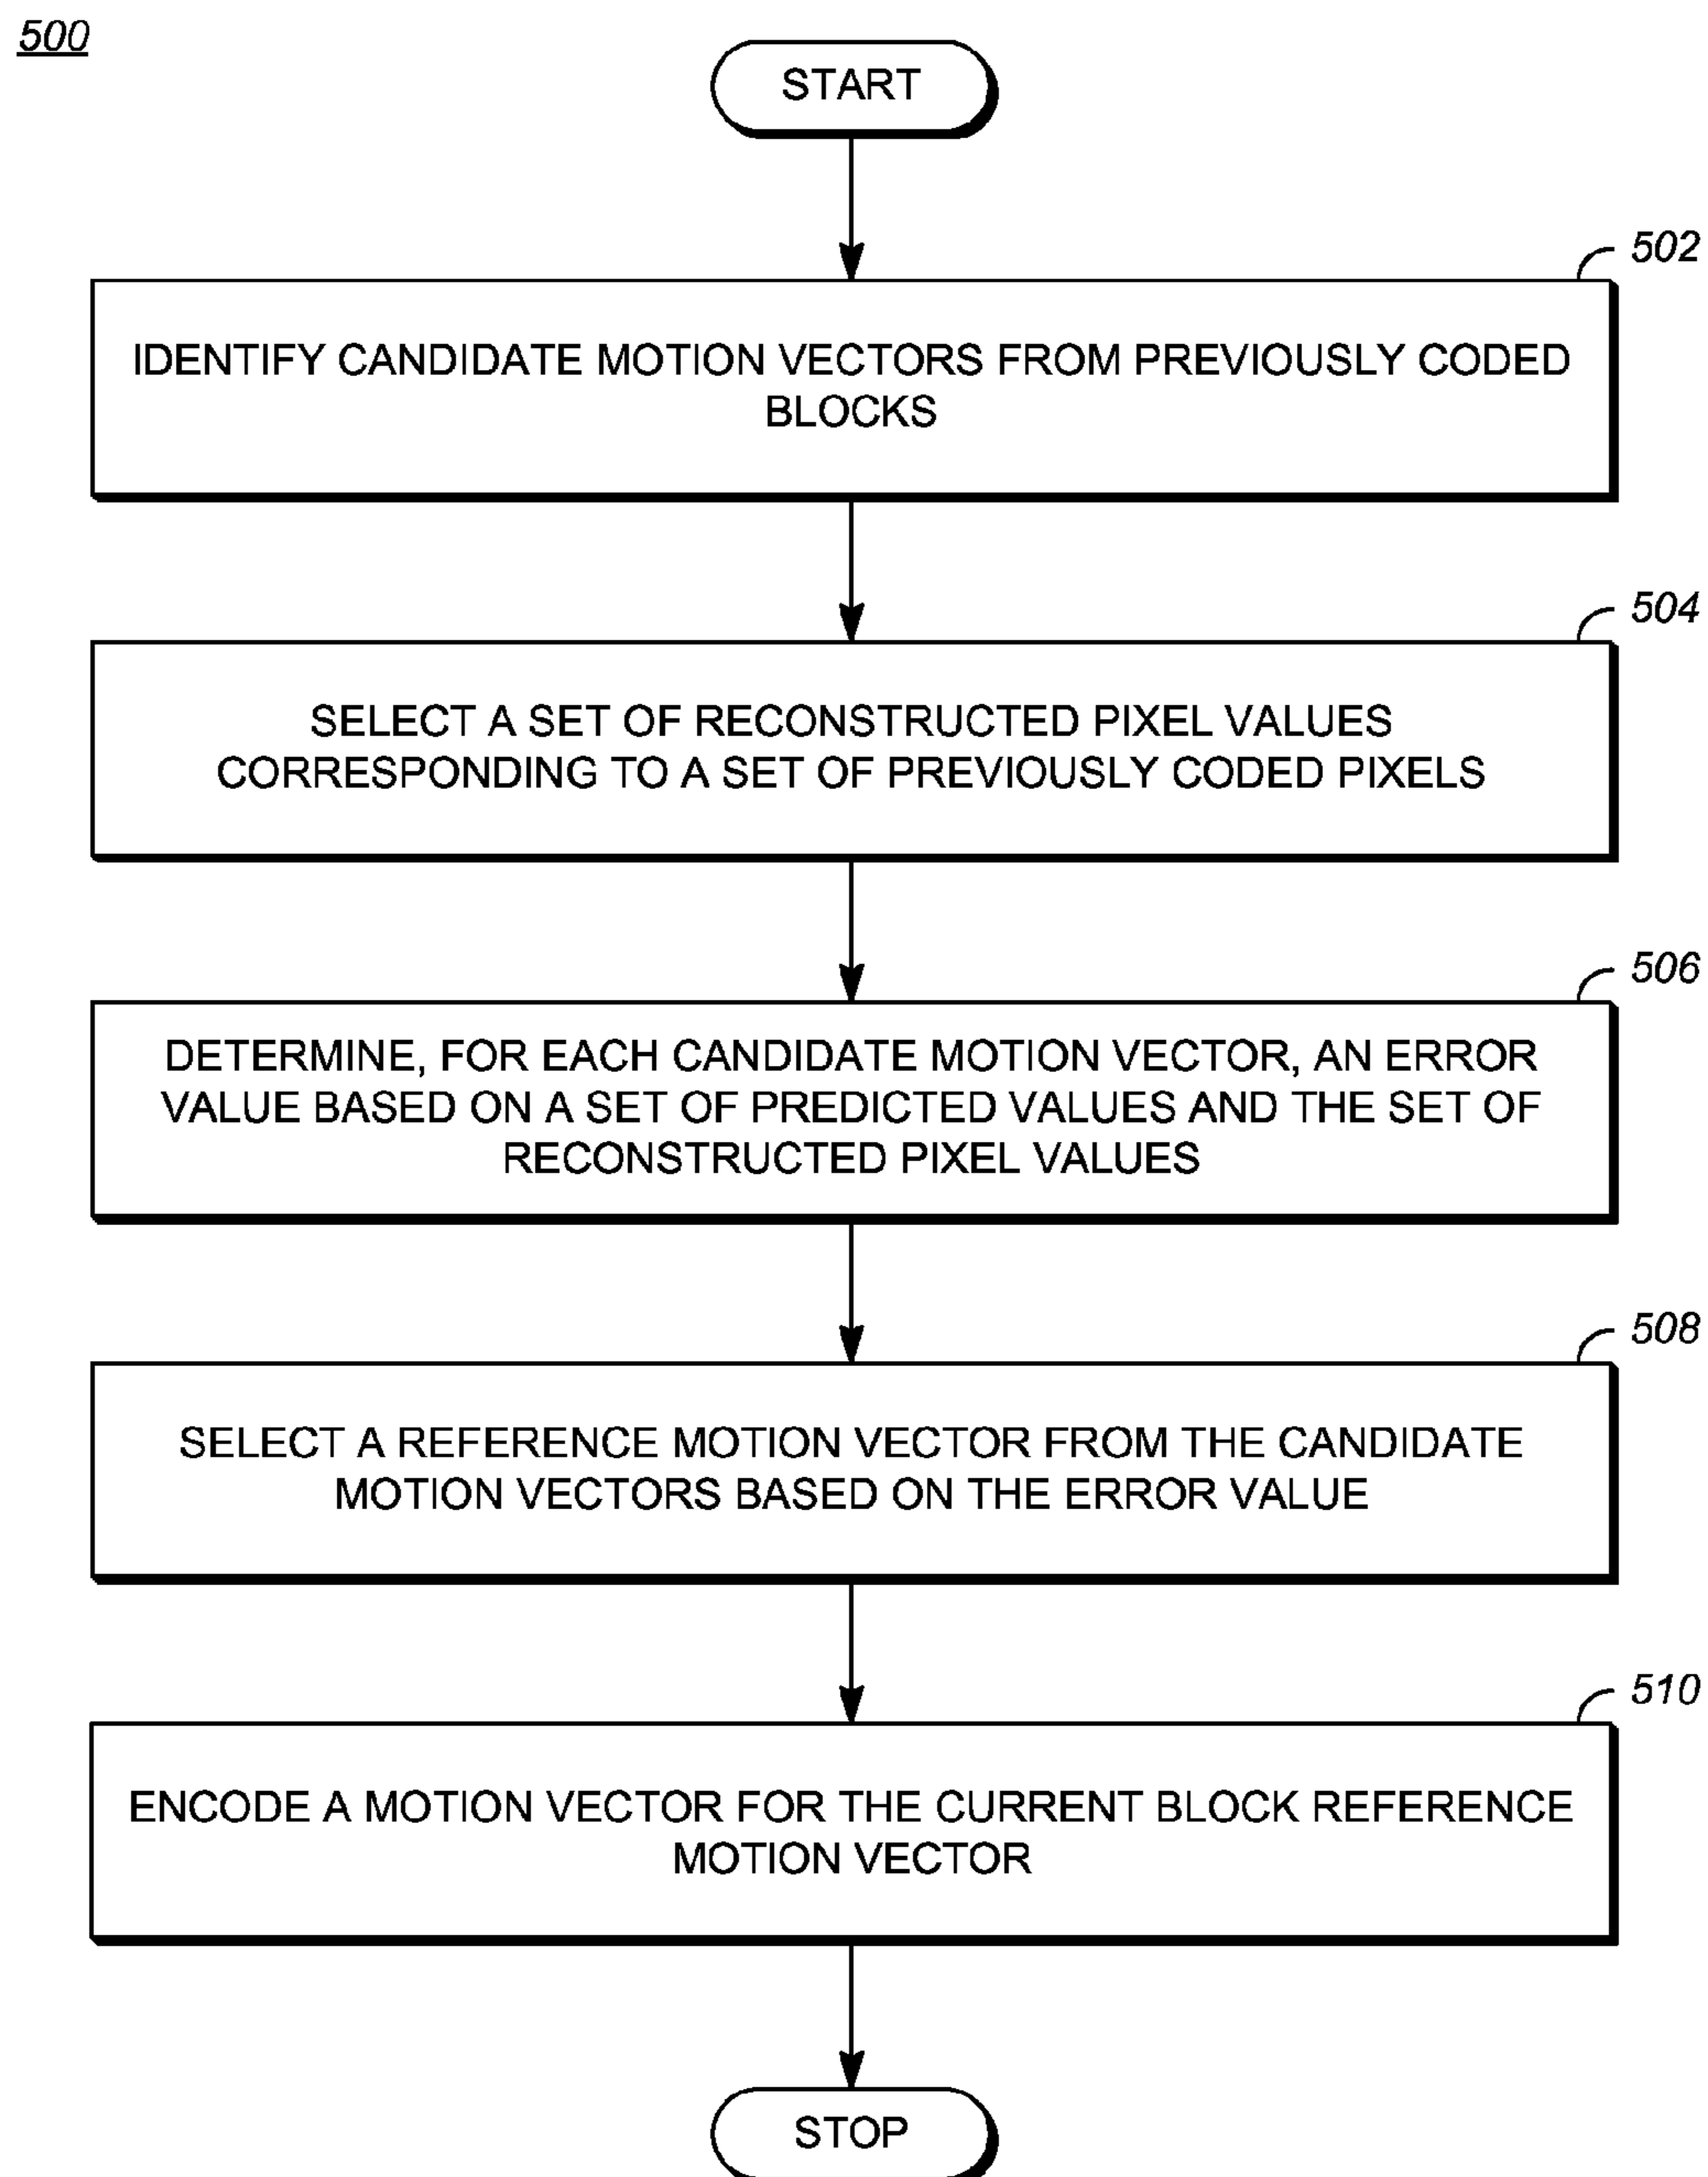 500
START
502
IDENTIFY CANDIDATE MOTION VECTORS FROM PREVIOUSLY CODED
BLOCKS
504
SELECT A SET OF RECONSTRUCTED PIXEL VALUES
CORRESPONDING TO A SET OF PREVIOUSLY CODED PIXELS
506
DETERMINE, FOR EACH CANDIDATE MOTION VECTOR, AN ERROR
VALUE BASED ON A SET OF PREDICTED VALUES AND THE SET OF
RECONSTRUCTED PIXEL VALUES
508
SELECT A REFERENCE MOTION VECTOR FROM THE CANDIDATE
MOTION VECTORS BASED ON THE ERROR VALUE
510
ENCODE A MOTION VECTOR FOR THE CURRENT BLOCK REFERENCE
MOTION VECTOR
STOP